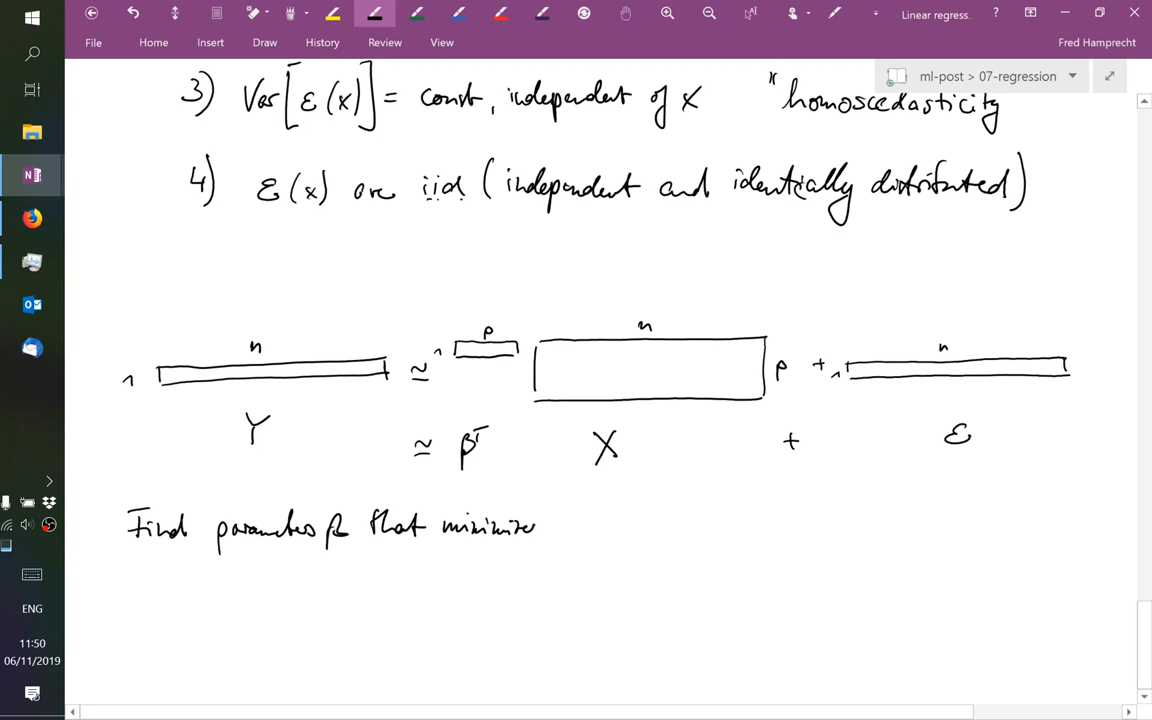 Linear regress.
?
File Home Insert Draw History Review View
Fred Hamprecht
ml-post > 07-regression
3) Var[ε(x)] = const, independent of x "homoscedasticity
4) ε(x) are iid (independent and identically distributed)
n p n n
1 ≅ 1 p + 1
Y ≅ βᵀ X + ε
Find parameters β that minimize
ENG
11:50
06/11/2019